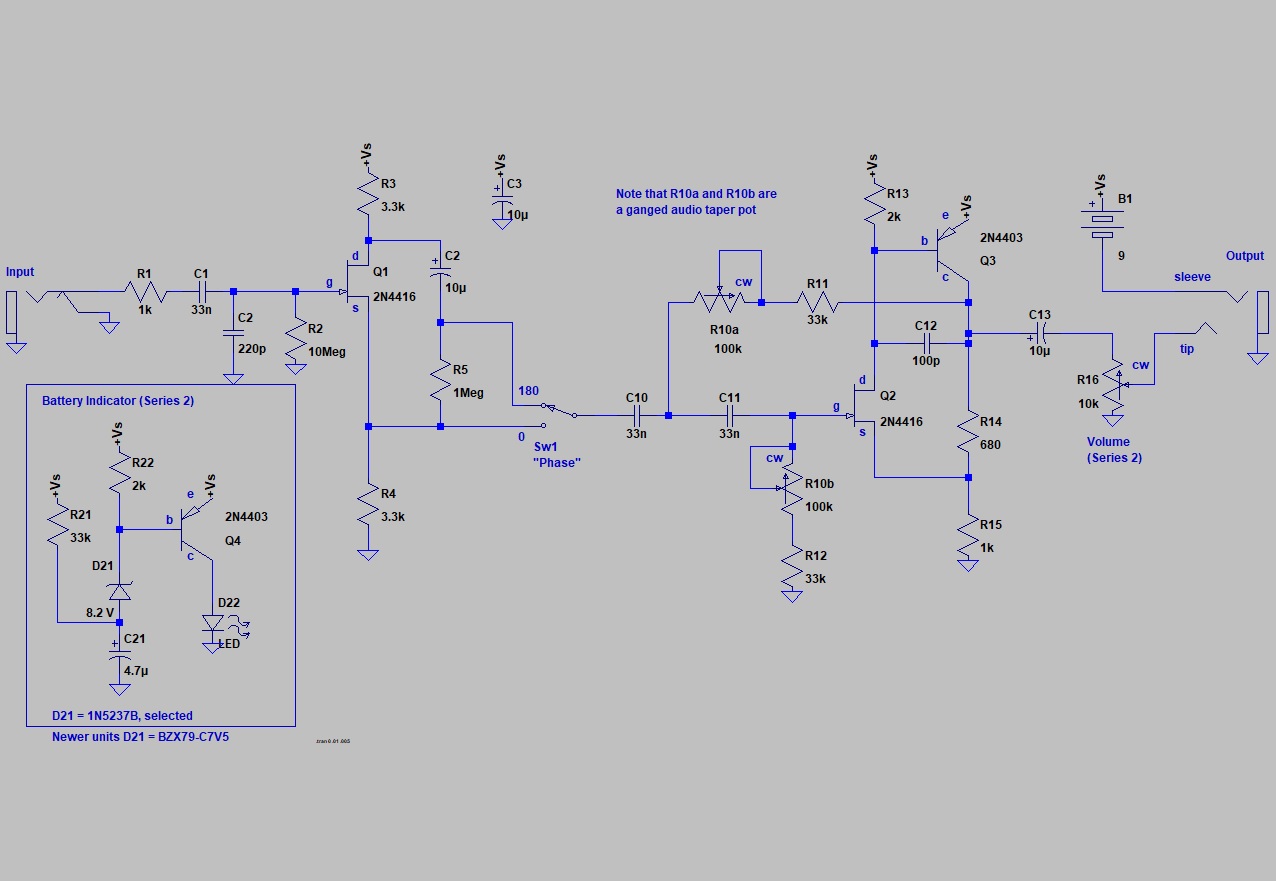 Input
R1
1k
C1
33n
C2
220p
R2
10Meg
+Vs
R3
3.3k
d
g
s
Q1
2N4416
C2
+
10µ
+Vs
+
C3
10µ
R5
1Meg
R4
3.3k
180
0
Sw1
"Phase"
Note that R10a and R10b are
a ganged audio taper pot
cw
R10a
100k
R11
33k
C10
33n
C11
33n
cw
R10b
100k
R12
33k
+Vs
R13
2k
+Vs
e
b
c
2N4403
Q3
C12
100p
d
g
s
Q2
2N4416
R14
680
R15
1k
C13
+
10µ
+Vs
+
B1
9
Output
sleeve
tip
R16
10k
cw
Volume
(Series 2)
Battery Indicator (Series 2)
+Vs
R22
2k
+Vs
R21
33k
+Vs
e
b
c
2N4403
Q4
D21
8.2 V
D22
LED
+
C21
4.7µ
D21 = 1N5237B, selected
Newer units D21 = BZX79-C7V5